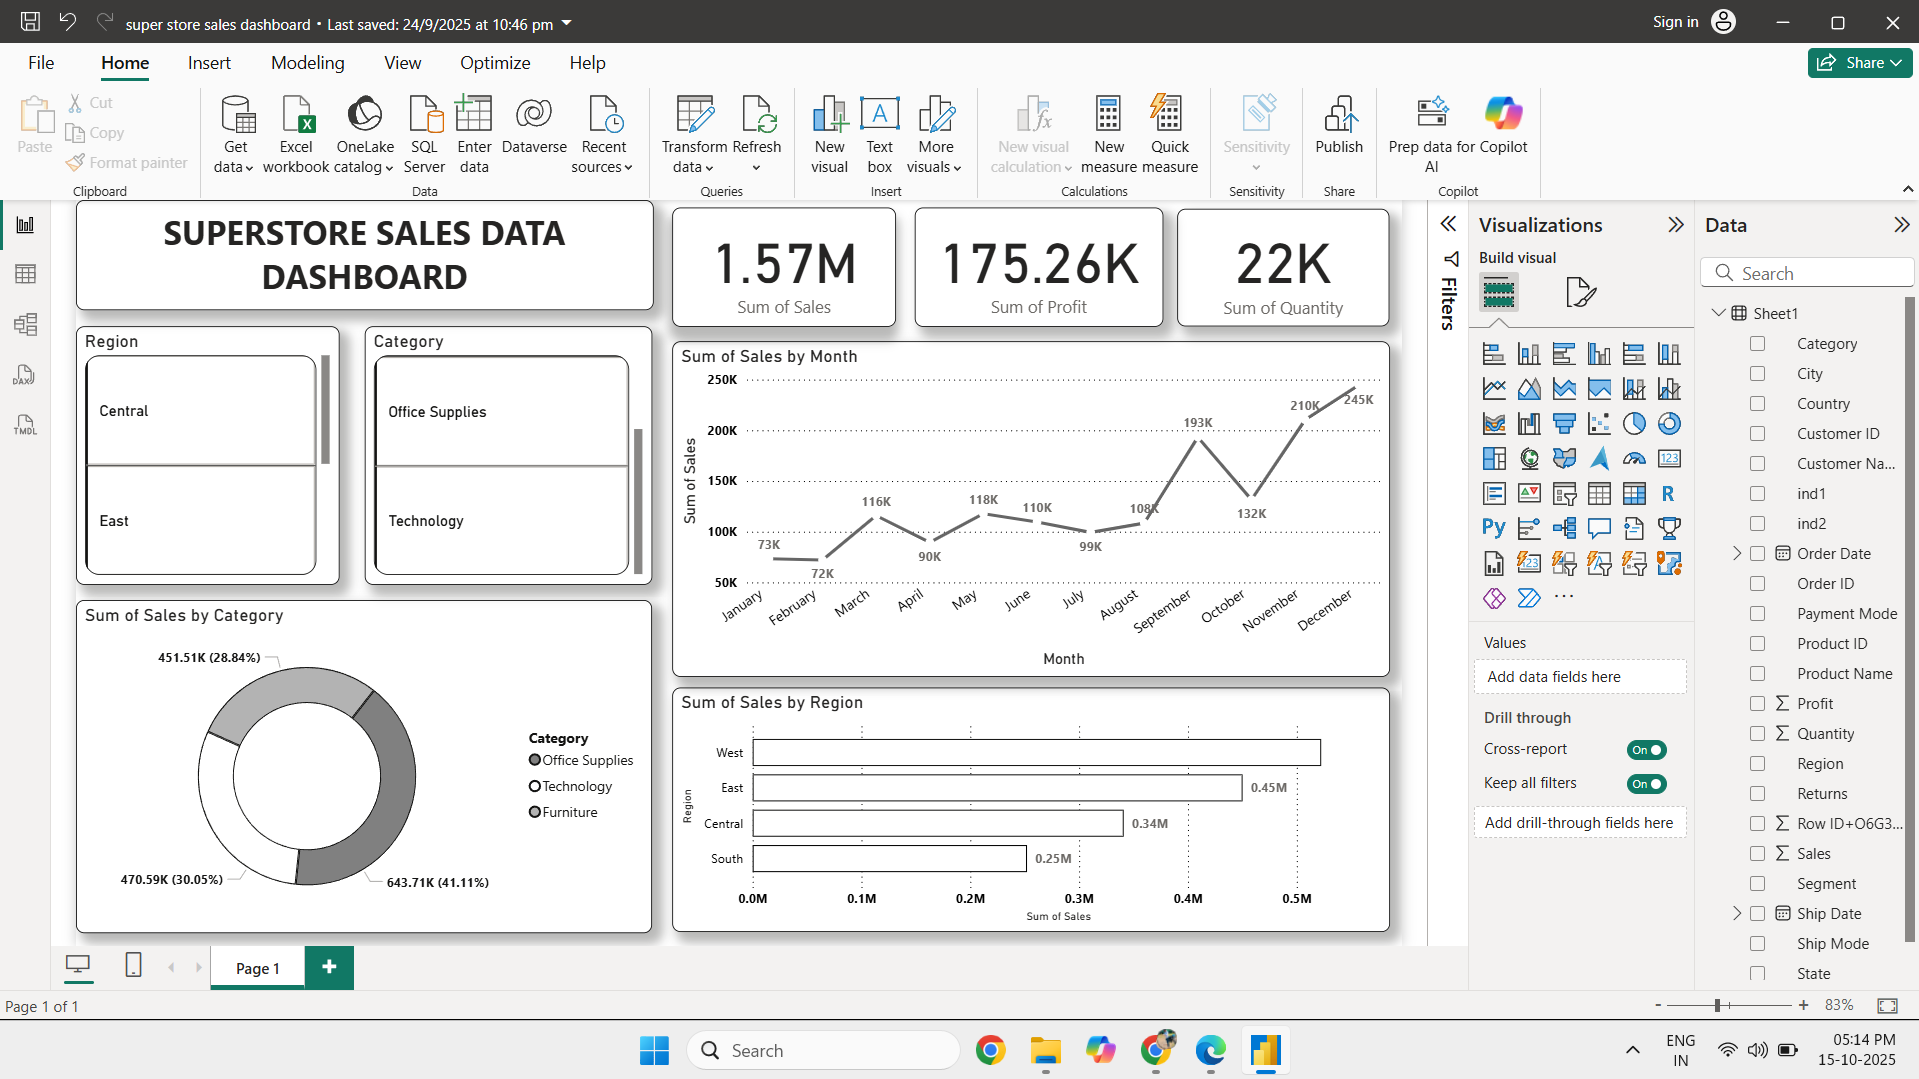 super store sales dashboard • Last saved: 24/9/2025 at 10:46 pm
Sign in
File
Home
Insert
Modeling
View
Optimize
Help
Share
Paste
Cut
Copy
Format painter
Clipboard
Get data
Excel workbook
OneLake catalog
SQL Server
Enter data
Dataverse
Recent sources
Data
Transform data
Refresh
Queries
New visual
Text box
More visuals
Insert
New visual calculation
New measure
Quick measure
Calculations
Sensitivity
Sensitivity
Publish
Share
Prep data for AI
Copilot
Copilot
SUPERSTORE SALES DATA
DASHBOARD
1.57M
Sum of Sales
175.26K
Sum of Profit
22K
Sum of Quantity
Region
Central
East
Category
Office Supplies
Technology
Sum of Sales by Month
Sum of Sales
250K
200K
150K
100K
50K
73K
72K
116K
90K
118K
110K
99K
108K
193K
132K
210K
245K
January
February
March
April
May
June
July
August
September
October
November
December
Month
Sum of Sales by Category
451.51K (28.84%)
470.59K (30.05%)
643.71K (41.11%)
Category
Office Supplies
Technology
Furniture
Sum of Sales by Region
Region
West
East
0.45M
Central
0.34M
South
0.25M
0.0M
0.1M
0.2M
0.3M
0.4M
0.5M
Sum of Sales
Filters
Visualizations
Build visual
123
R
Py
123
Values
Add data fields here
Drill through
Cross-report
On
Keep all filters
On
Add drill-through fields here
Data
Search
Sheet1
Category
City
Country
Customer ID
Customer Na...
ind1
ind2
Order Date
Order ID
Payment Mode
Product ID
Product Name
Profit
Quantity
Region
Returns
Row ID+O6G3...
Sales
Segment
Ship Date
Ship Mode
State
DAX
TMDL
Page 1
Page 1 of 1
- + 83%
Search
ENG
IN
05:14 PM
15-10-2025